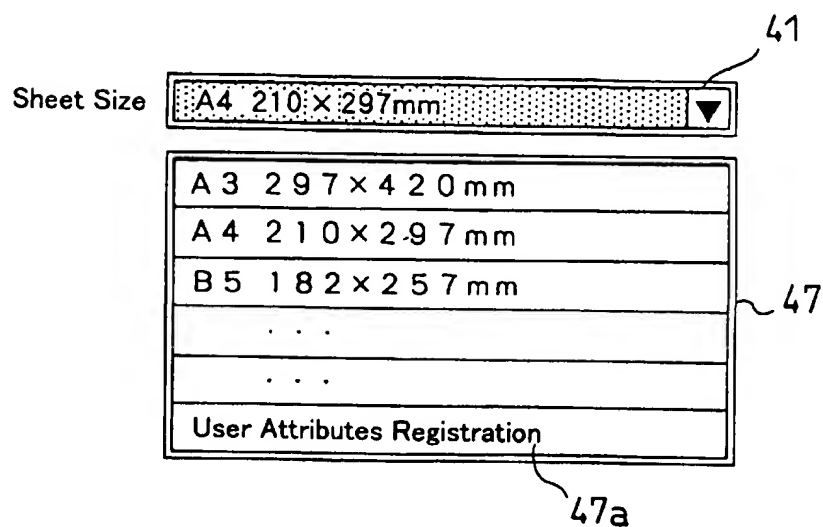 41
Sheet Size A4 210×297mm ▼
A3 297×420mm
A4 210×297mm
B5 182×257mm
47
· · ·
· · ·
User Attributes Registration
47a